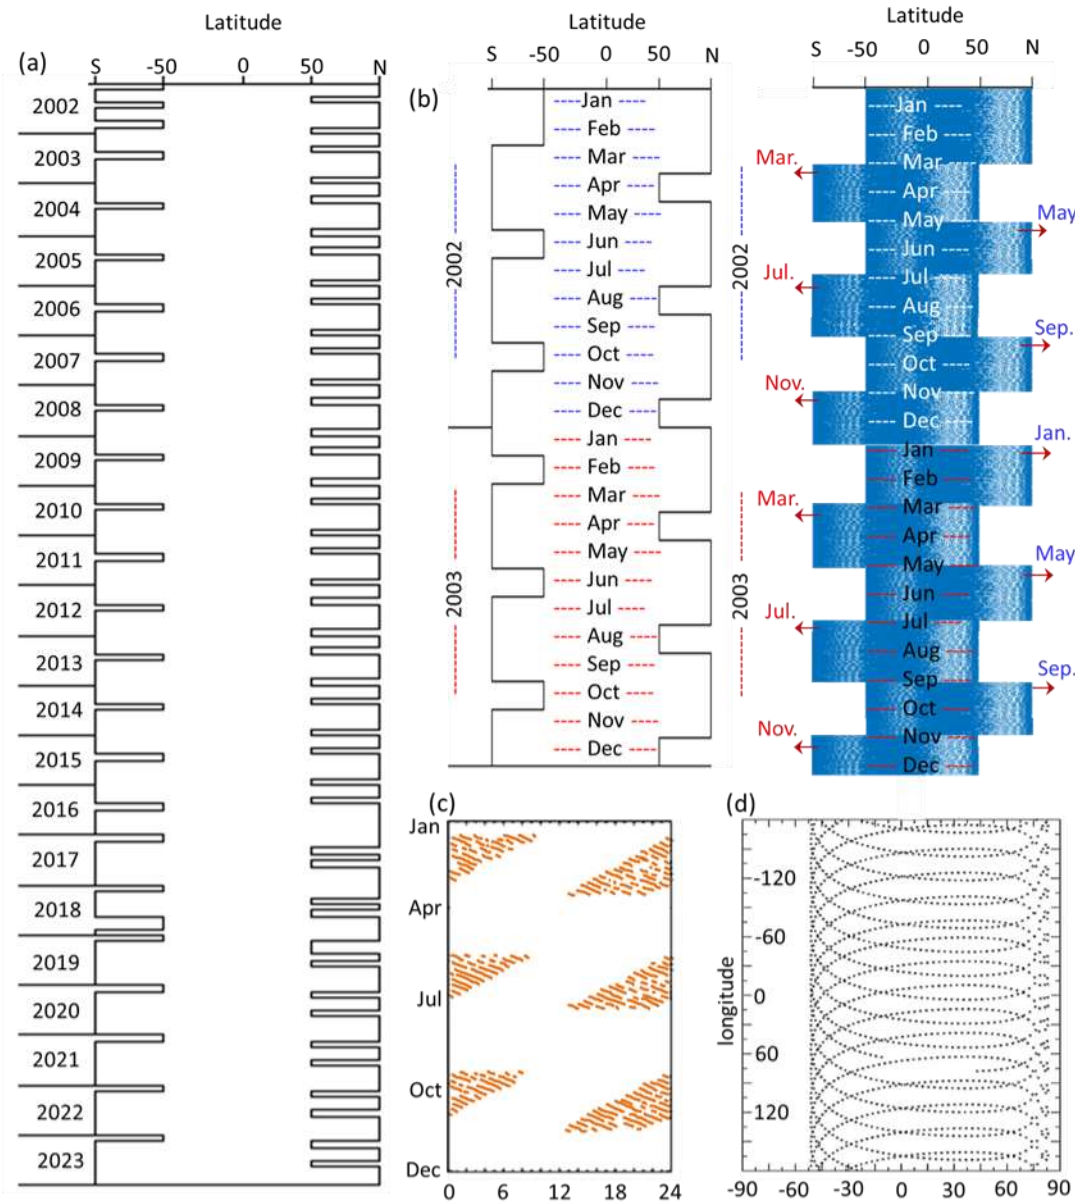 (a)
Latitude
S -50 0 50 N
2002
2003
2004
2005
2006
2007
2008
2009
2010
2011
2012
2013
2014
2015
2016
2017
2018
2019
2020
2021
2022
2023
(b)
Latitude
S -50 0 50 N
2002
Jan
Feb
Mar
Apr
May
Jun
Jul
Aug
Sep
Oct
Nov
Dec
2003
Jan
Feb
Mar
Apr
May
Jun
Jul
Aug
Sep
Oct
Nov
Dec
Latitude
S -50 0 50 N
2002
Jan
Feb
Mar
Mar.
Apr
May
May
Jun
Jul.
Jul
Aug
Sep
Sep.
Oct
Nov.
Nov
Dec
2003
Jan
Jan.
Feb
Mar.
Mar
Apr
May
May
Jun
Jul.
Jul
Aug
Sep
Sep.
Oct
Nov.
Nov
Dec
(c)
Jan
Apr
Jul
Oct
Dec
0 6 12 18 24
(d)
longitude
-120
-60
0
60
120
-90 -60 -30 0 30 60 90